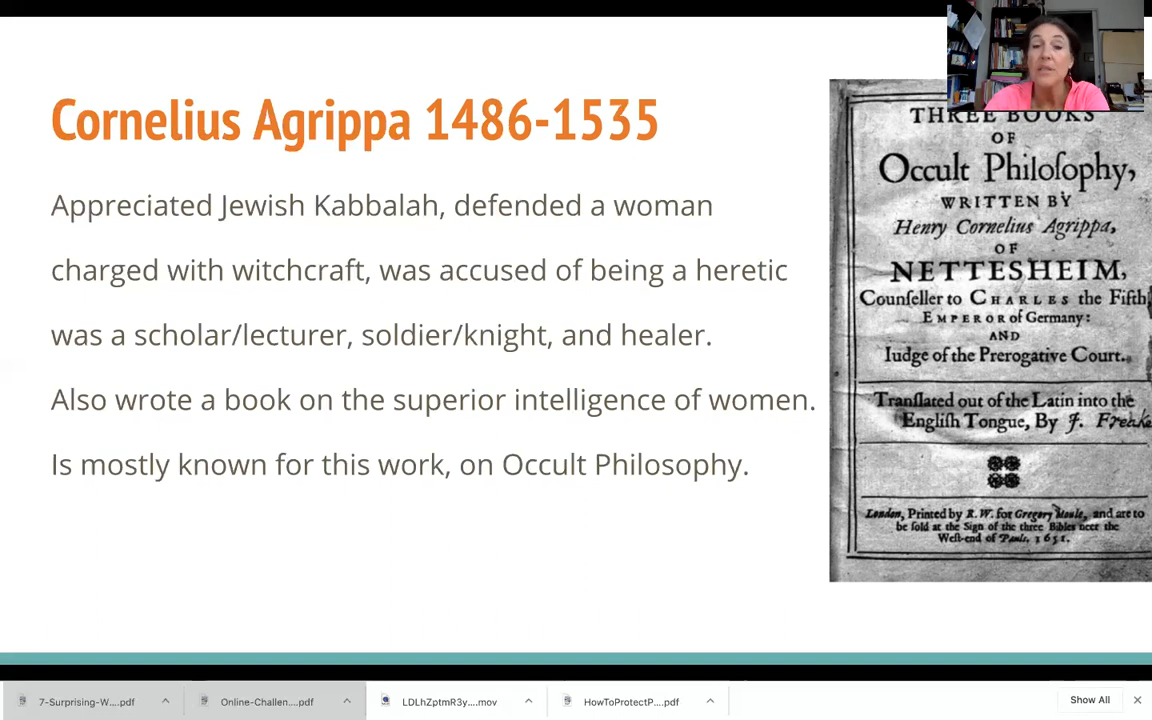 Cornelius Agrippa 1486-1535
Appreciated Jewish Kabbalah, defended a woman
charged with witchcraft, was accused of being a heretic
was a scholar/lecturer, soldier/knight, and healer.
Also wrote a book on the superior intelligence of women.
Is mostly known for this work, on Occult Philosophy.
THREE BOOKS
OF
Occult Philoſophy,
WRITTEN BY
Henry Cornelius Agrippa,
OF
NETTESHEIM,
Counſeller to CHARLES the Fifth,
EMPEROR of Germany:
AND
Iudge of the Prerogative Court.
Tranſlated out of the Latin into the
Engliſh Tongue, By J. F.
London, Printed by R. W. for Gregory Moule, and are to
be ſold at the Sign of the three Bibles neer the
Weſt-end of Pauls. 1651.
7-Surprising-W....pdf
Online-Challen....pdf
LDLhZptmR3y....mov
HowToProtectP....pdf
Show All